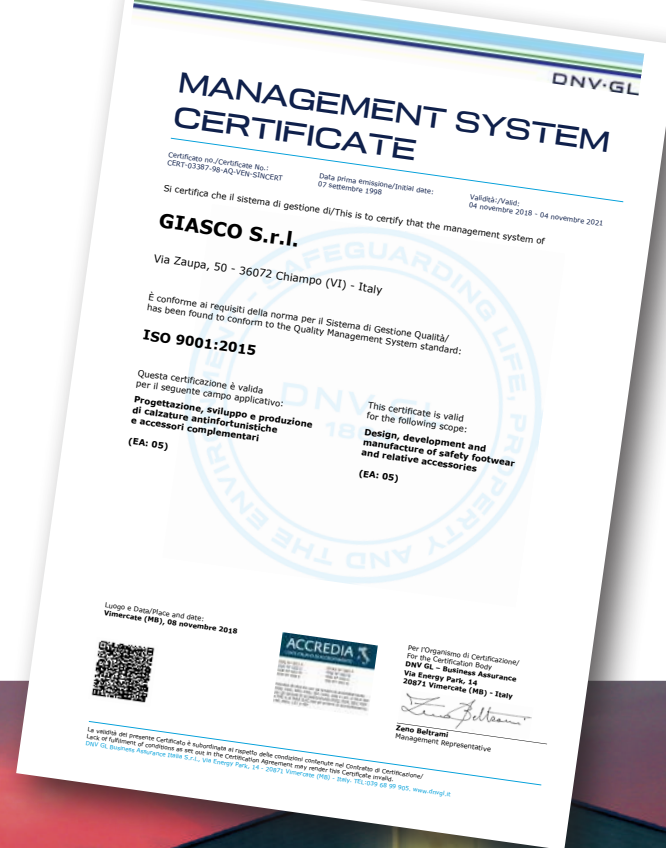 DNV·GL
MANAGEMENT SYSTEM
CERTIFICATE
Certificato no./Certificate No.:
CERT-03387-98-AQ-VEN-SINCERT
Data prima emissione/Initial date:
07 settembre 1998
Validità:/Valid:
04 novembre 2018 - 04 novembre 2021
Si certifica che il sistema di gestione di/This is to certify that the management system of
GIASCO S.r.l.
Via Zaupa, 50 - 36072 Chiampo (VI) - Italy
È conforme ai requisiti della norma per il Sistema di Gestione Qualità/
has been found to conform to the Quality Management System standard:
ISO 9001:2015
Questa certificazione è valida
per il seguente campo applicativo:
Progettazione, sviluppo e produzione
di calzature antinfortunistiche
e accessori complementari
(EA: 05)
This certificate is valid
for the following scope:
Design, development and
manufacture of safety footwear
and relative accessories
(EA: 05)
SAFEGUARDING LIFE, PROPERTY AND THE ENVIRONMENT
DNV·GL
Luogo e Data/Place and date:
Vimercate (MB), 08 novembre 2018
ACCREDIA
Per l'Organismo di Certificazione/
For the Certification Body
DNV GL – Business Assurance
Via Energy Park, 14
20871 Vimercate (MB) - Italy
Zeno Beltrami
Zeno Beltrami
Management Representative
La validità del presente Certificato è subordinata al rispetto delle condizioni contenute nel Contratto di Certificazione/
Lack of fulfilment of conditions as set out in the Certification Agreement may render this Certificate invalid.
DNV GL Business Assurance Italia S.r.l., Via Energy Park, 14 - 20871 Vimercate (MB) - Italy. TEL:039 68 99 905. www.dnvgl.it